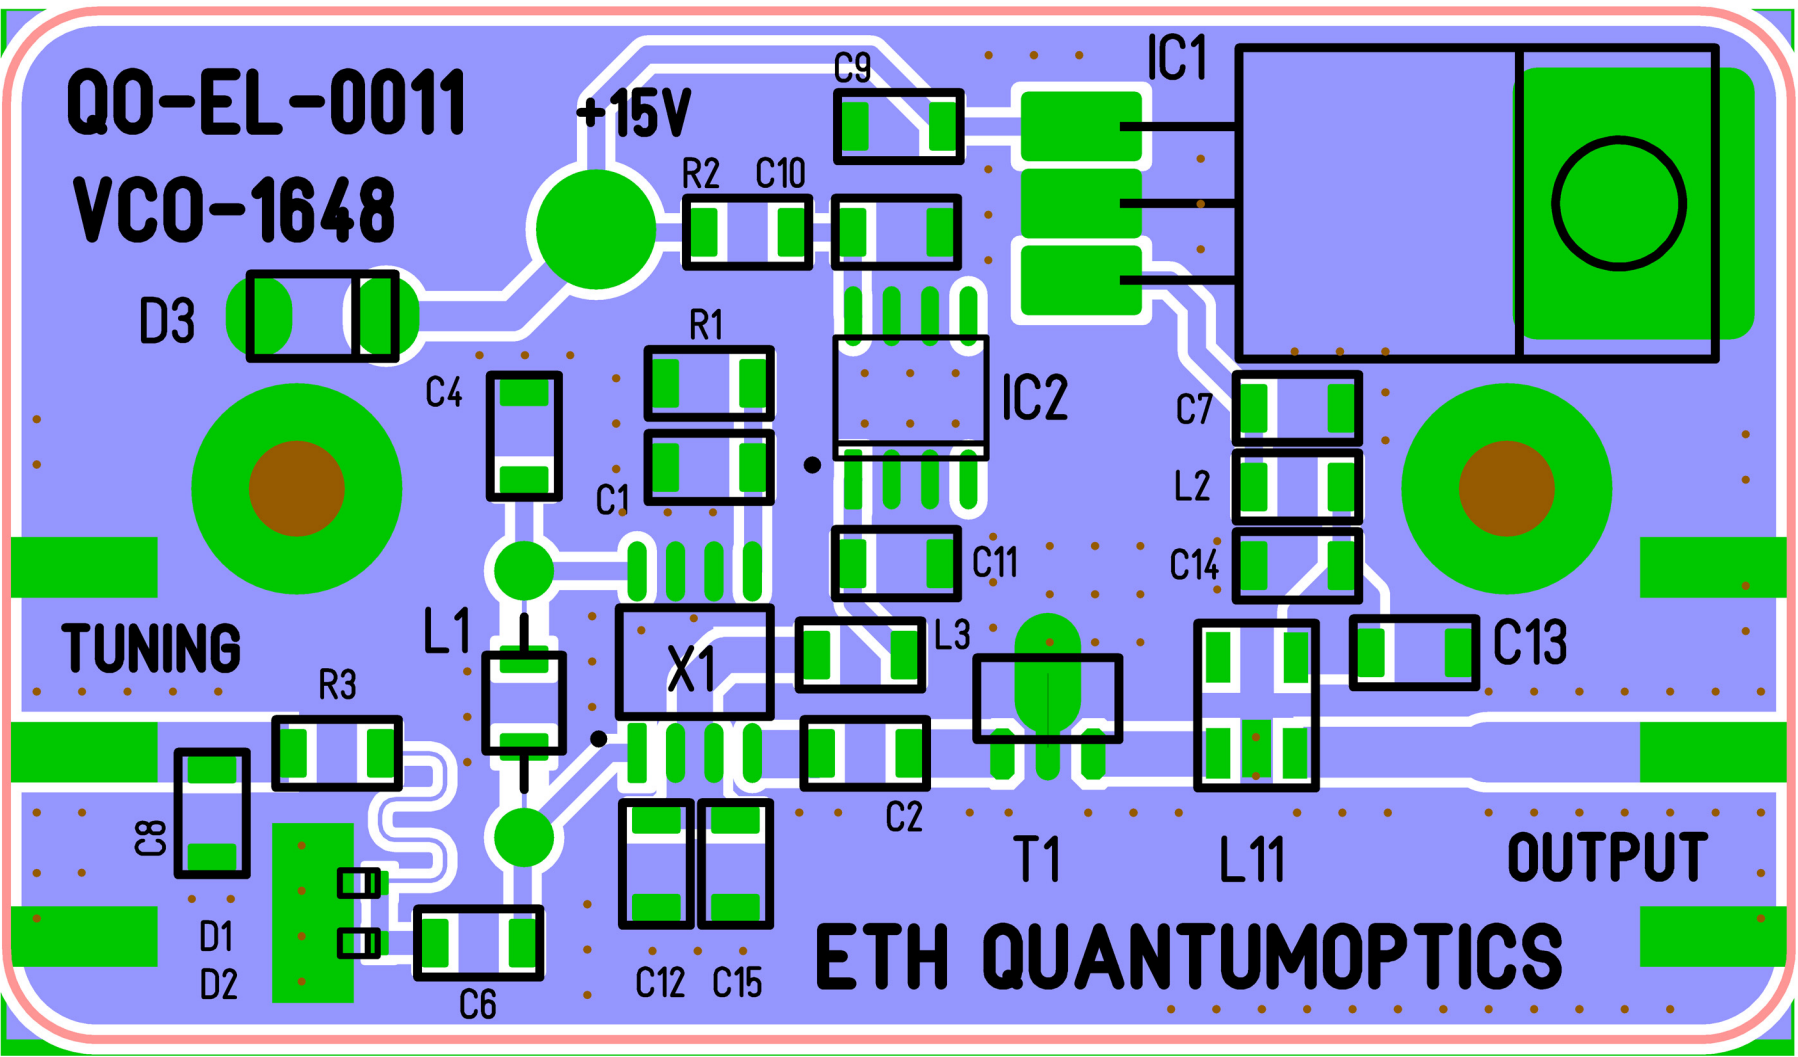 QO-EL-0011
VCO-1648
+15V
C9
IC1
R2
C10
D3
R1
C4
IC2
C7
C1
L2
C11
C14
L1
TUNING
X1
L3
C13
R3
C8
C2
T1
L11
OUTPUT
D1
D2
C6
C12
C15
ETH QUANTUMOPTICS